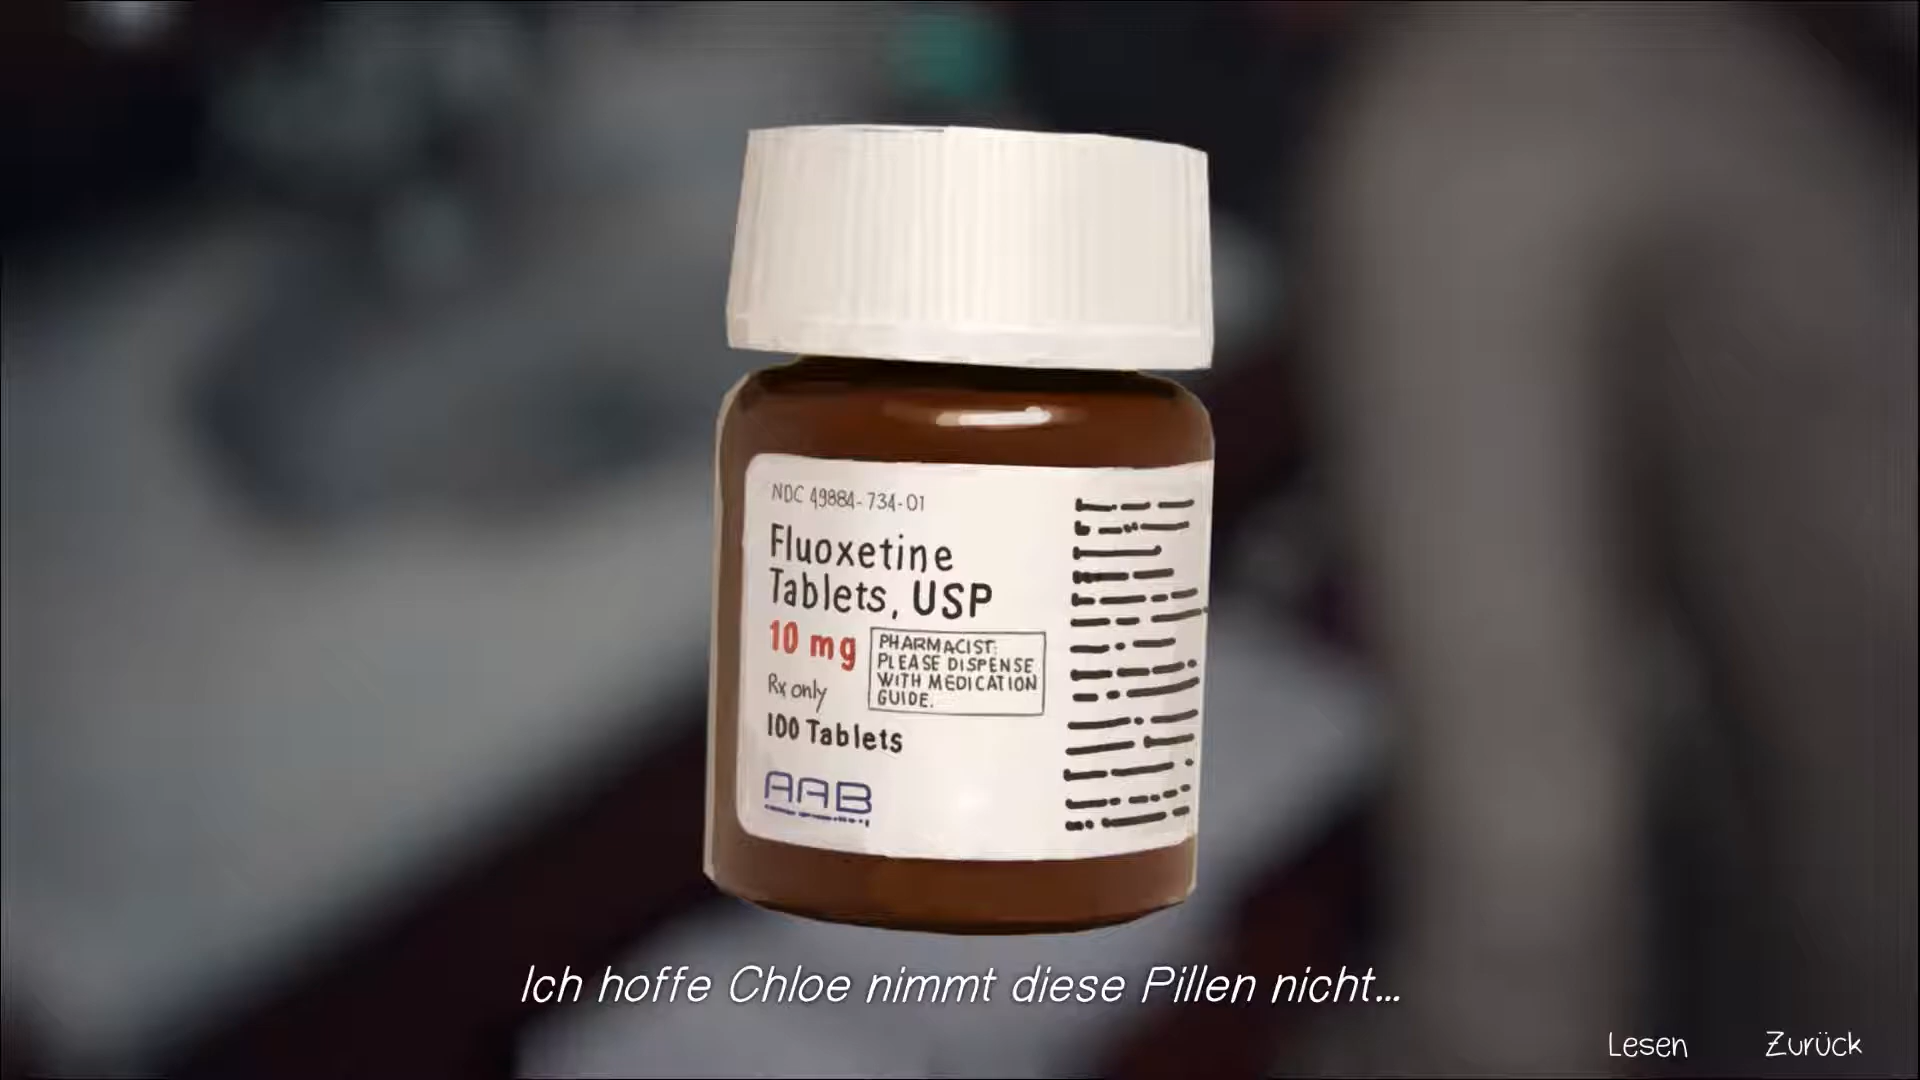 NDC 49884-734-01
Fluoxetine
Tablets, USP
10 mg
PHARMACIST:
PLEASE DISPENSE
WITH MEDICATION
GUIDE.
Rx only
100 Tablets
AAB
Ich hoffe Chloe nimmt diese Pillen nicht...
Lesen
Zurück